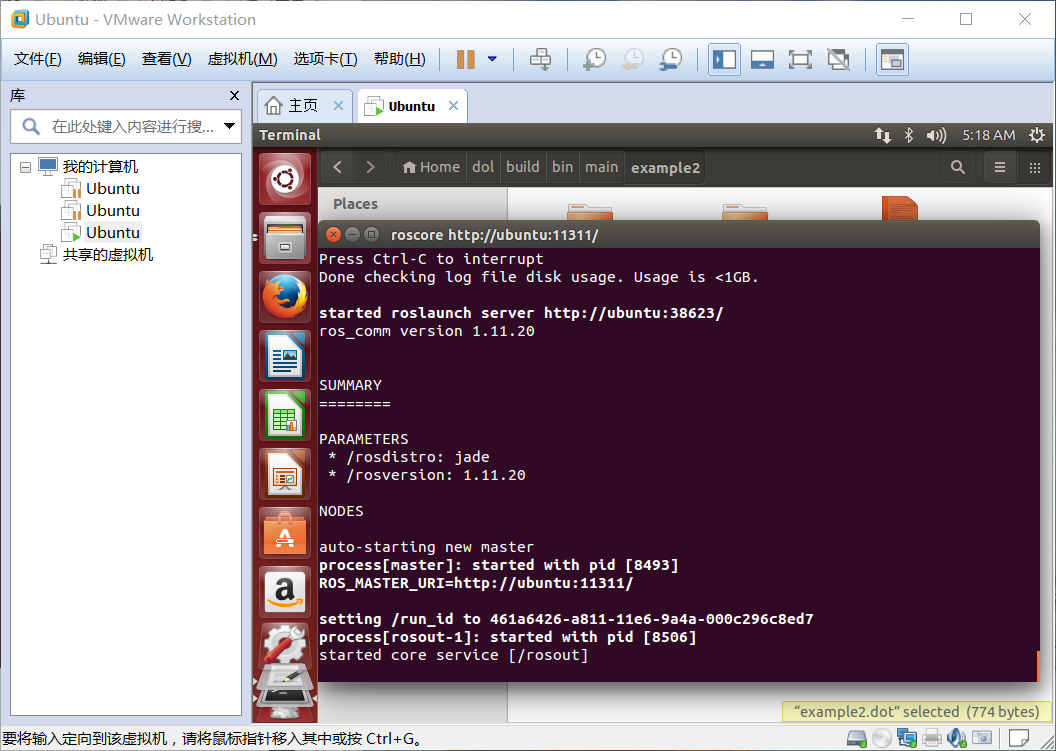 Ubuntu - VMware Workstation
文件(F) 编辑(E) 查看(V) 虚拟机(M) 选项卡(T) 帮助(H)
库
在此处键入内容进行搜...
我的计算机
Ubuntu
Ubuntu
Ubuntu
共享的虚拟机
主页 Ubuntu
Terminal 5:18 AM
Home dol build bin main example2
Places
roscore http://ubuntu:11311/
Press Ctrl-C to interrupt
Done checking log file disk usage. Usage is <1GB.
started roslaunch server http://ubuntu:38623/
ros_comm version 1.11.20
SUMMARY
========
PARAMETERS
* /rosdistro: jade
* /rosversion: 1.11.20
NODES
auto-starting new master
process[master]: started with pid [8493]
ROS_MASTER_URI=http://ubuntu:11311/
setting /run_id to 461a6426-a811-11e6-9a4a-000c296c8ed7
process[rosout-1]: started with pid [8506]
started core service [/rosout]
“example2.dot” selected (774 bytes)
要将输入定向到该虚拟机，请将鼠标指针移入其中或按 Ctrl+G。